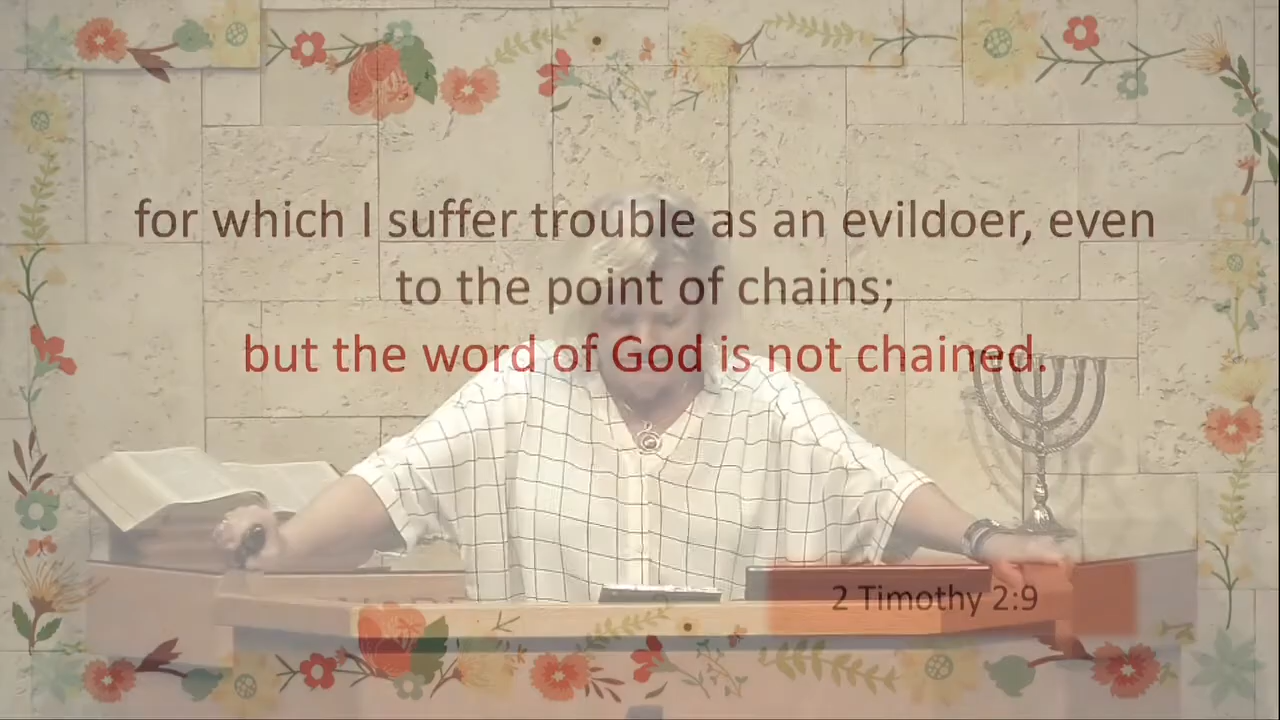 for which I suffer trouble as an evildoer, even
to the point of chains;
but the word of God is not chained.
2 Timothy 2:9